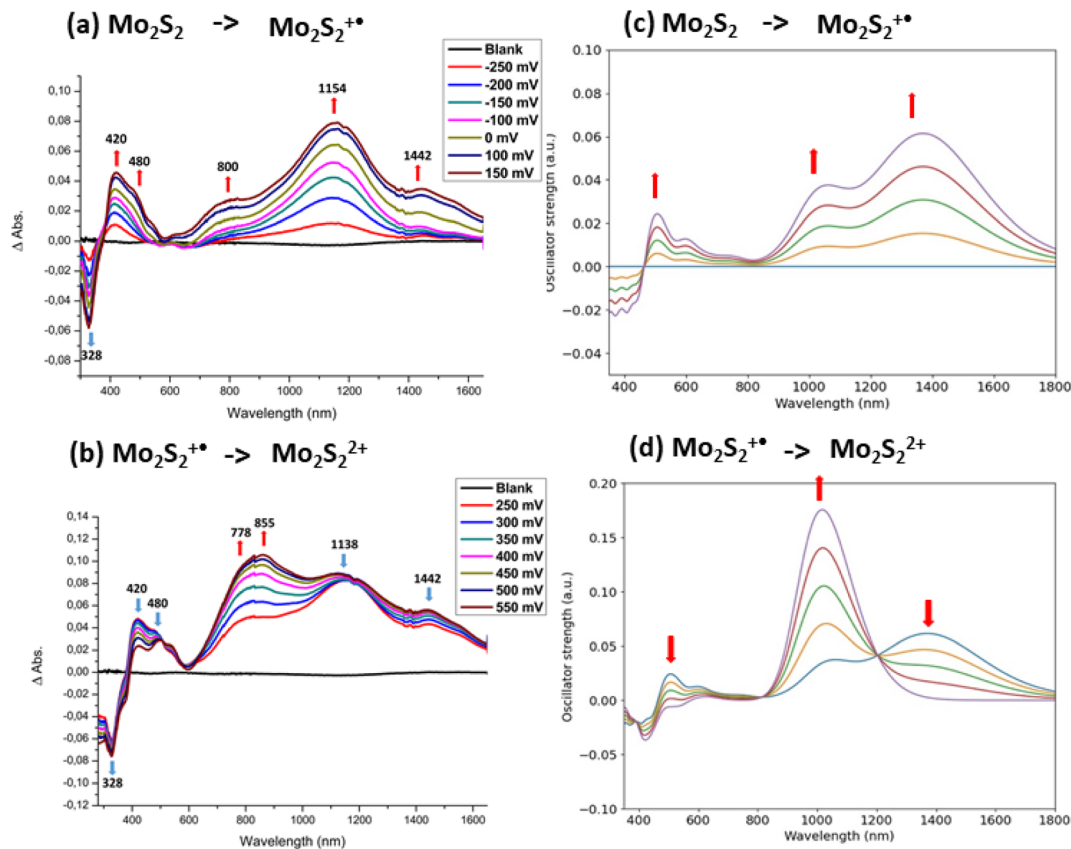 (a) Mo₂S₂ -> Mo₂S₂⁺•
Blank
-250 mV
-200 mV
-150 mV
-100 mV
0 mV
100 mV
150 mV
0,10
0,08
0,06
0,04
0,02
0,00
-0,02
-0,04
-0,06
-0,08
Δ Abs.
420
480
800
1154
1442
328
400 600 800 1000 1200 1400 1600
Wavelength (nm)
(c) Mo₂S₂ -> Mo₂S₂⁺•
0.10
0.08
0.06
0.04
0.02
0.00
−0.02
−0.04
Oscillator strength (a.u.)
400 600 800 1000 1200 1400 1600 1800
Wavelength (nm)
(b) Mo₂S₂⁺• -> Mo₂S₂²⁺
Blank
250 mV
300 mV
350 mV
400 mV
450 mV
500 mV
550 mV
0,14
0,12
0,10
0,08
0,06
0,04
0,02
0,00
-0,02
-0,04
-0,06
-0,08
-0,10
-0,12
Δ Abs.
420
480
778
855
1138
1442
328
400 600 800 1000 1200 1400 1600
Wavelength (nm)
(d) Mo₂S₂⁺• -> Mo₂S₂²⁺
0.20
0.15
0.10
0.05
0.00
−0.05
−0.10
Oscillator strength (a.u.)
400 600 800 1000 1200 1400 1600 1800
Wavelength (nm)